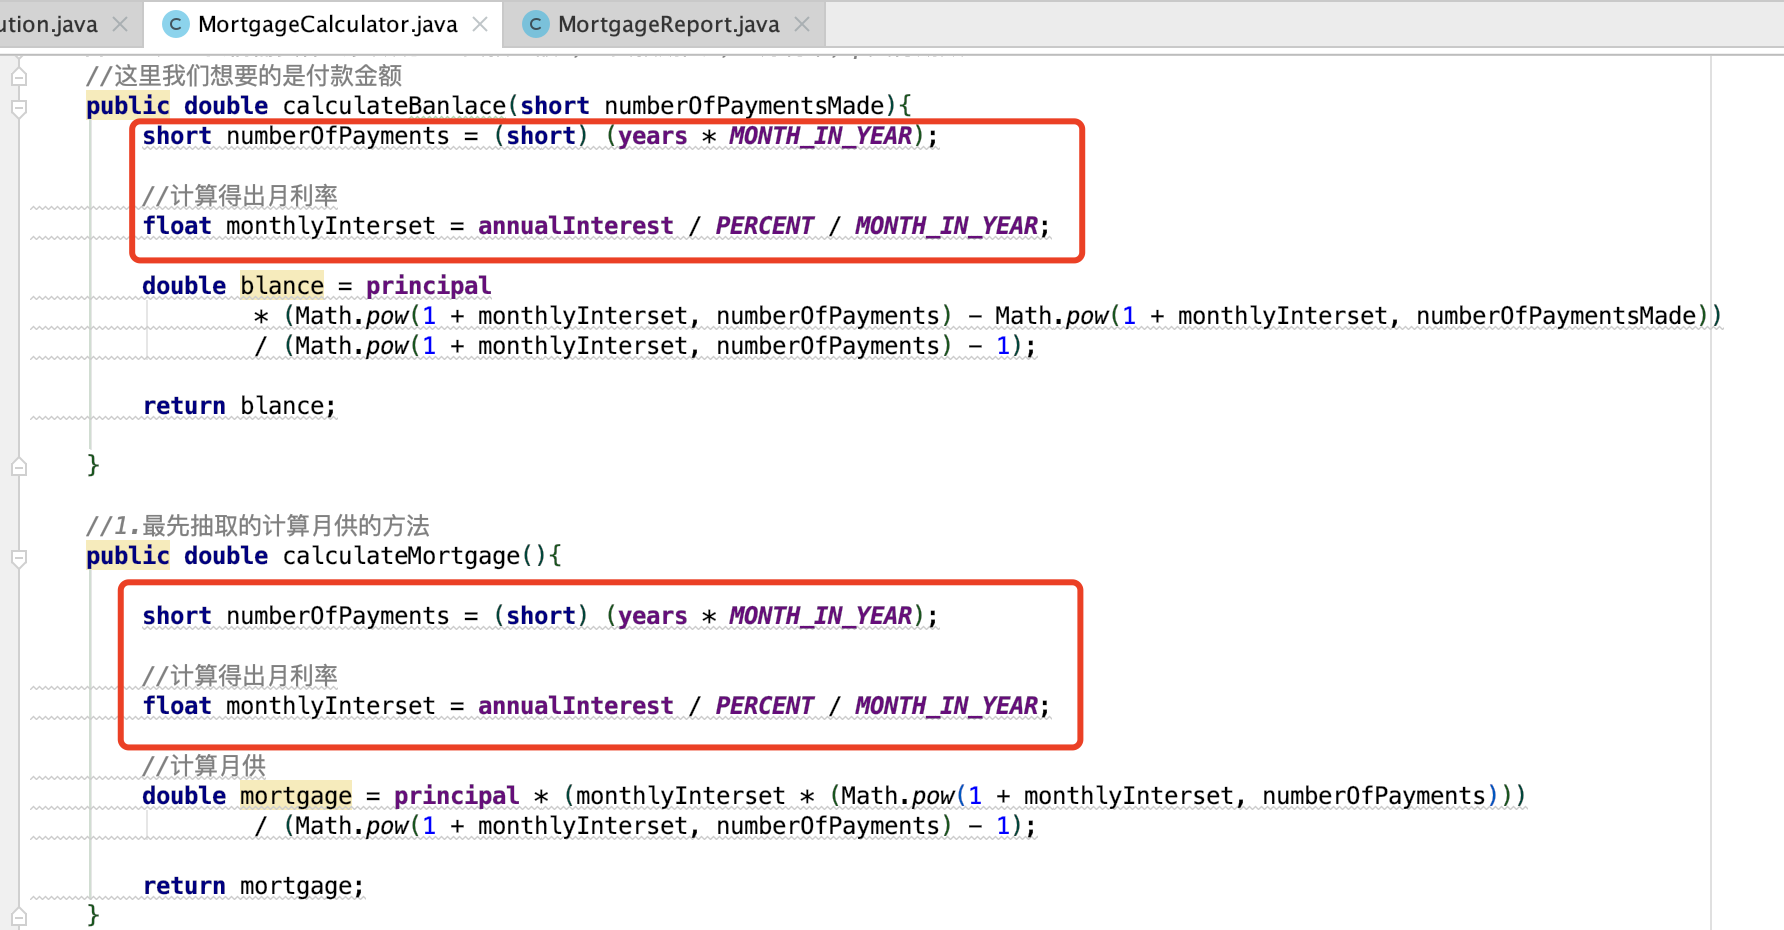 ution.java
MortgageCalculator.java
MortgageReport.java
//这里我们想要的是付款金额
public double calculateBanlace(short numberOfPaymentsMade){
short numberOfPayments = (short) (years * MONTH_IN_YEAR);
//计算得出月利率
float monthlyInterset = annualInterest / PERCENT / MONTH_IN_YEAR;
double blance = principal
* (Math.pow(1 + monthlyInterset, numberOfPayments) - Math.pow(1 + monthlyInterset, numberOfPaymentsMade))
/ (Math.pow(1 + monthlyInterset, numberOfPayments) - 1);
return blance;
}
//1.最先抽取的计算月供的方法
public double calculateMortgage(){
short numberOfPayments = (short) (years * MONTH_IN_YEAR);
//计算得出月利率
float monthlyInterset = annualInterest / PERCENT / MONTH_IN_YEAR;
//计算月供
double mortgage = principal * (monthlyInterset * (Math.pow(1 + monthlyInterset, numberOfPayments)))
/ (Math.pow(1 + monthlyInterset, numberOfPayments) - 1);
return mortgage;
}